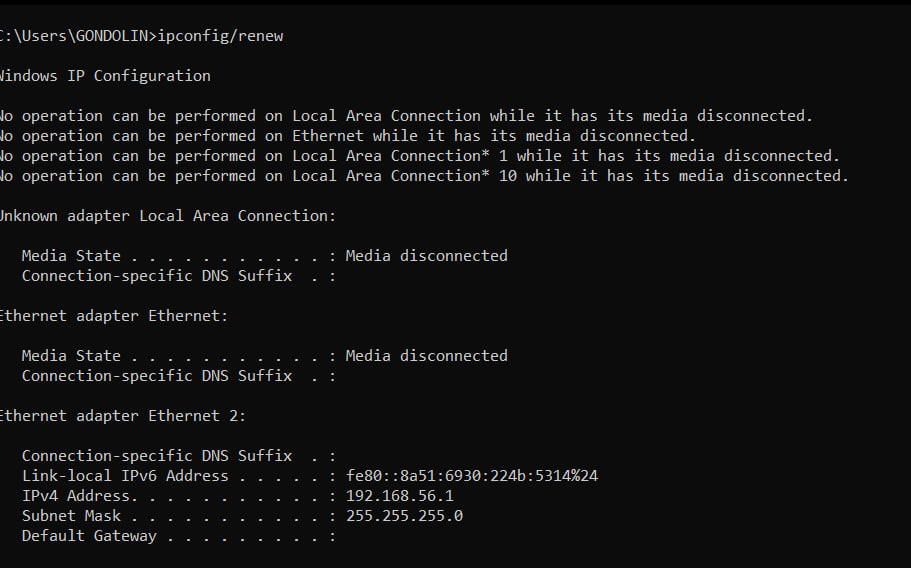 C:\Users\GONDOLIN>ipconfig/renew
Windows IP Configuration
No operation can be performed on Local Area Connection while it has its media disconnected.
No operation can be performed on Ethernet while it has its media disconnected.
No operation can be performed on Local Area Connection* 1 while it has its media disconnected.
No operation can be performed on Local Area Connection* 10 while it has its media disconnected.
Unknown adapter Local Area Connection:
   Media State . . . . . . . . . . . : Media disconnected
   Connection-specific DNS Suffix  . :
Ethernet adapter Ethernet:
   Media State . . . . . . . . . . . : Media disconnected
   Connection-specific DNS Suffix  . :
Ethernet adapter Ethernet 2:
   Connection-specific DNS Suffix  . :
   Link-local IPv6 Address . . . . . : fe80::8a51:6930:224b:5314%24
   IPv4 Address. . . . . . . . . . . : 192.168.56.1
   Subnet Mask . . . . . . . . . . . : 255.255.255.0
   Default Gateway . . . . . . . . . :